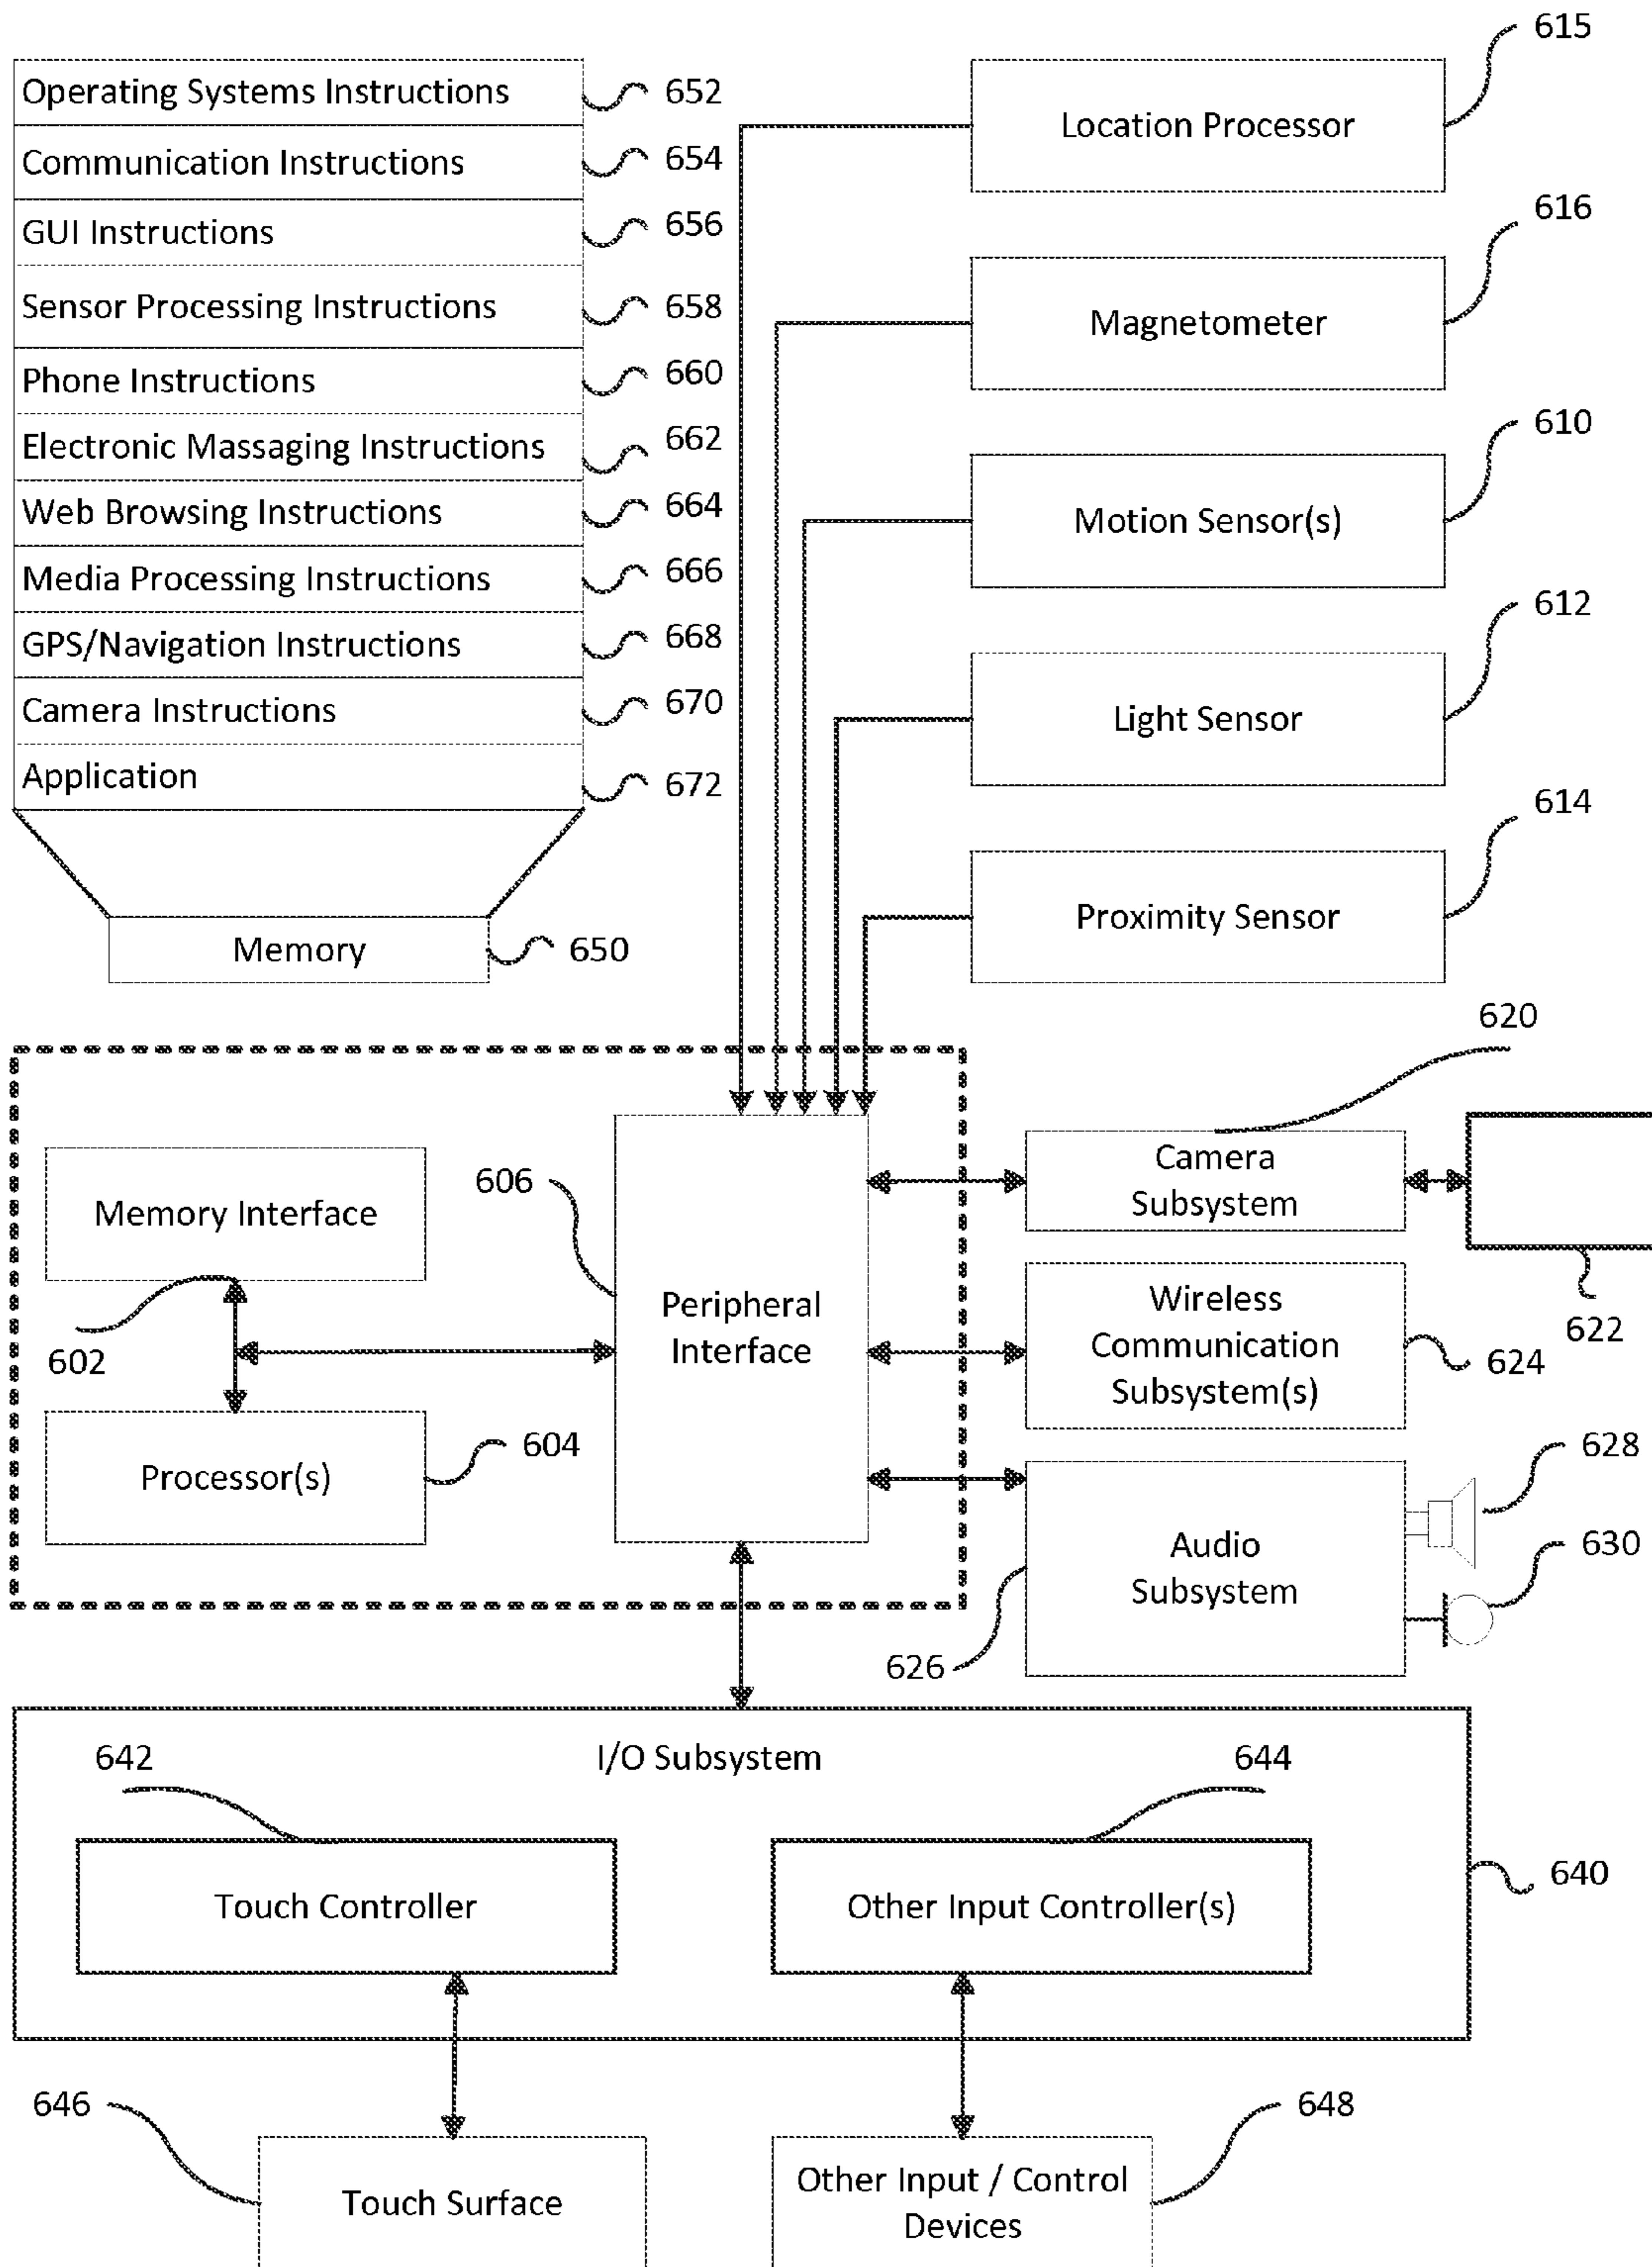 615
Operating Systems Instructions 652
Location Processor
Communication Instructions 654
616
GUI Instructions 656
Sensor Processing Instructions 658
Magnetometer
Phone Instructions 660
610
Electronic Massaging Instructions 662
Web Browsing Instructions 664
Motion Sensor(s)
Media Processing Instructions 666
612
GPS/Navigation Instructions 668
Camera Instructions 670
Light Sensor
Application 672
614
Proximity Sensor
Memory 650
620
606
Camera
Subsystem
Memory Interface
622
Peripheral
Interface
Wireless
Communication
Subsystem(s)
624
602
604
Processor(s)
628
Audio
Subsystem
630
626
642
I/O Subsystem
644
640
Touch Controller
Other Input Controller(s)
646
648
Touch Surface
Other Input / Control
Devices